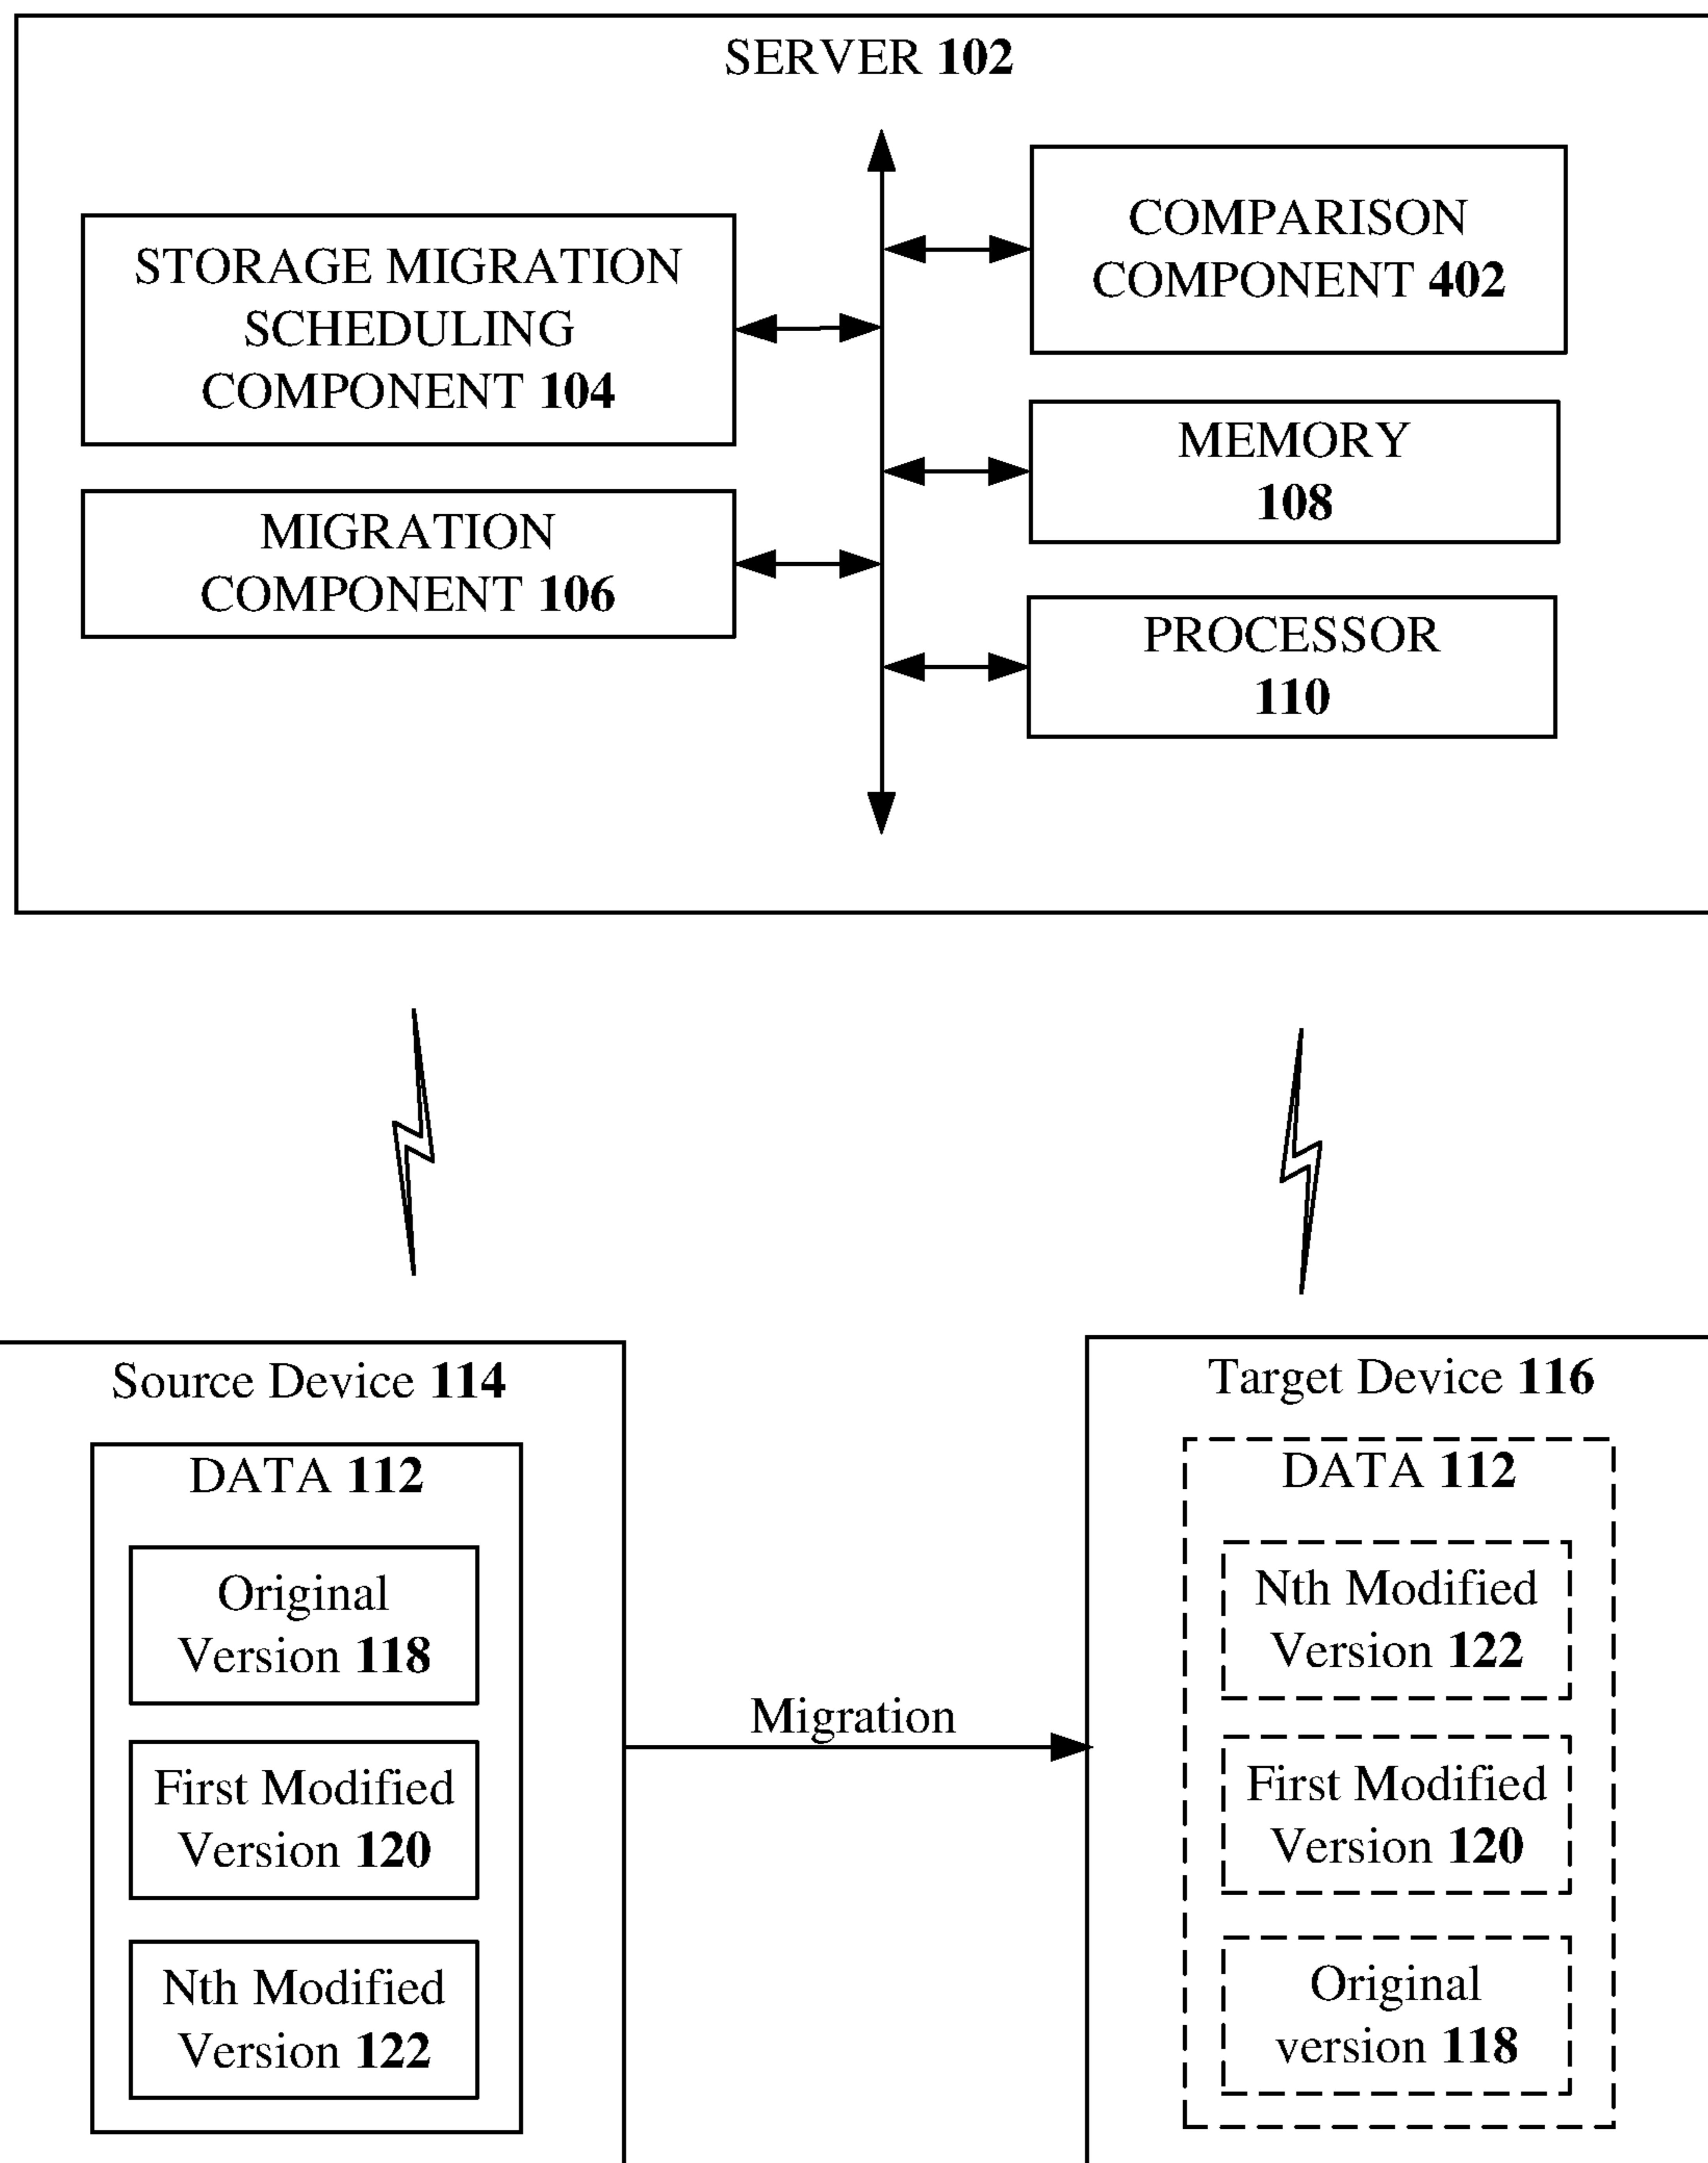 SERVER 102
STORAGE MIGRATION
SCHEDULING
COMPONENT 104
MIGRATION
COMPONENT 106
COMPARISON
COMPONENT 402
MEMORY
108
PROCESSOR
110
Source Device 114
DATA 112
Original
Version 118
First Modified
Version 120
Nth Modified
Version 122
Migration
Target Device 116
DATA 112
Nth Modified
Version 122
First Modified
Version 120
Original
version 118